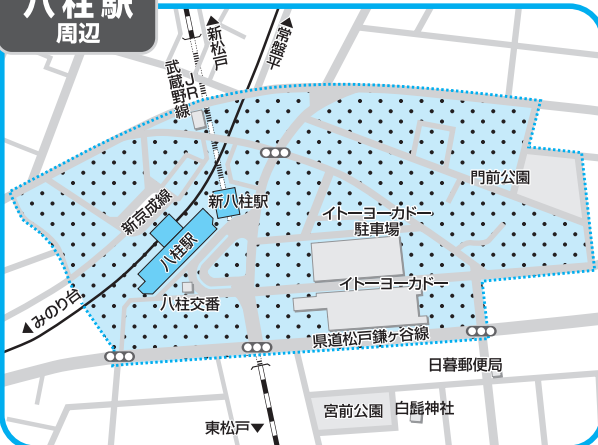 八柱駅
周辺
▲新松戸
▲常盤平
JR
武蔵野線
門前公園
新京成線
新八柱駅
イトーヨーカドー
駐車場
八柱駅
イトーヨーカドー
八柱交番
▲みのり台
県道松戸鎌ヶ谷線
日暮郵便局
宮前公園
白髭神社
東松戸▼